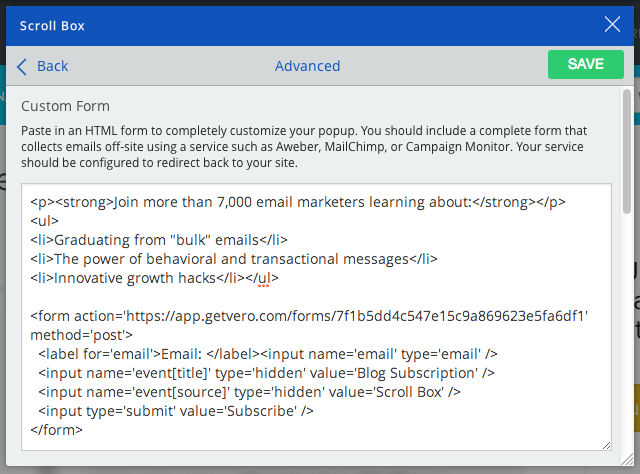 Scroll Box
Back
Advanced
SAVE
Custom Form
Paste in an HTML form to completely customize your popup. You should include a complete form that
collects emails off-site using a service such as Aweber, MailChimp, or Campaign Monitor. Your service
should be configured to redirect back to your site.
<p><strong>Join more than 7,000 email marketers learning about:</strong></p>
<ul>
<li>Graduating from "bulk" emails</li>
<li>The power of behavioral and transactional messages</li>
<li>Innovative growth hacks</li></ul>
<form action='https://app.getvero.com/forms/7f1b5dd4c547e15c9a869623e5fa6df1'
method='post'>
<label for='email'>Email: </label><input name='email' type='email' />
<input name='event[title]' type='hidden' value='Blog Subscription' />
<input name='event[source]' type='hidden' value='Scroll Box' />
<input type='submit' value='Subscribe' />
</form>